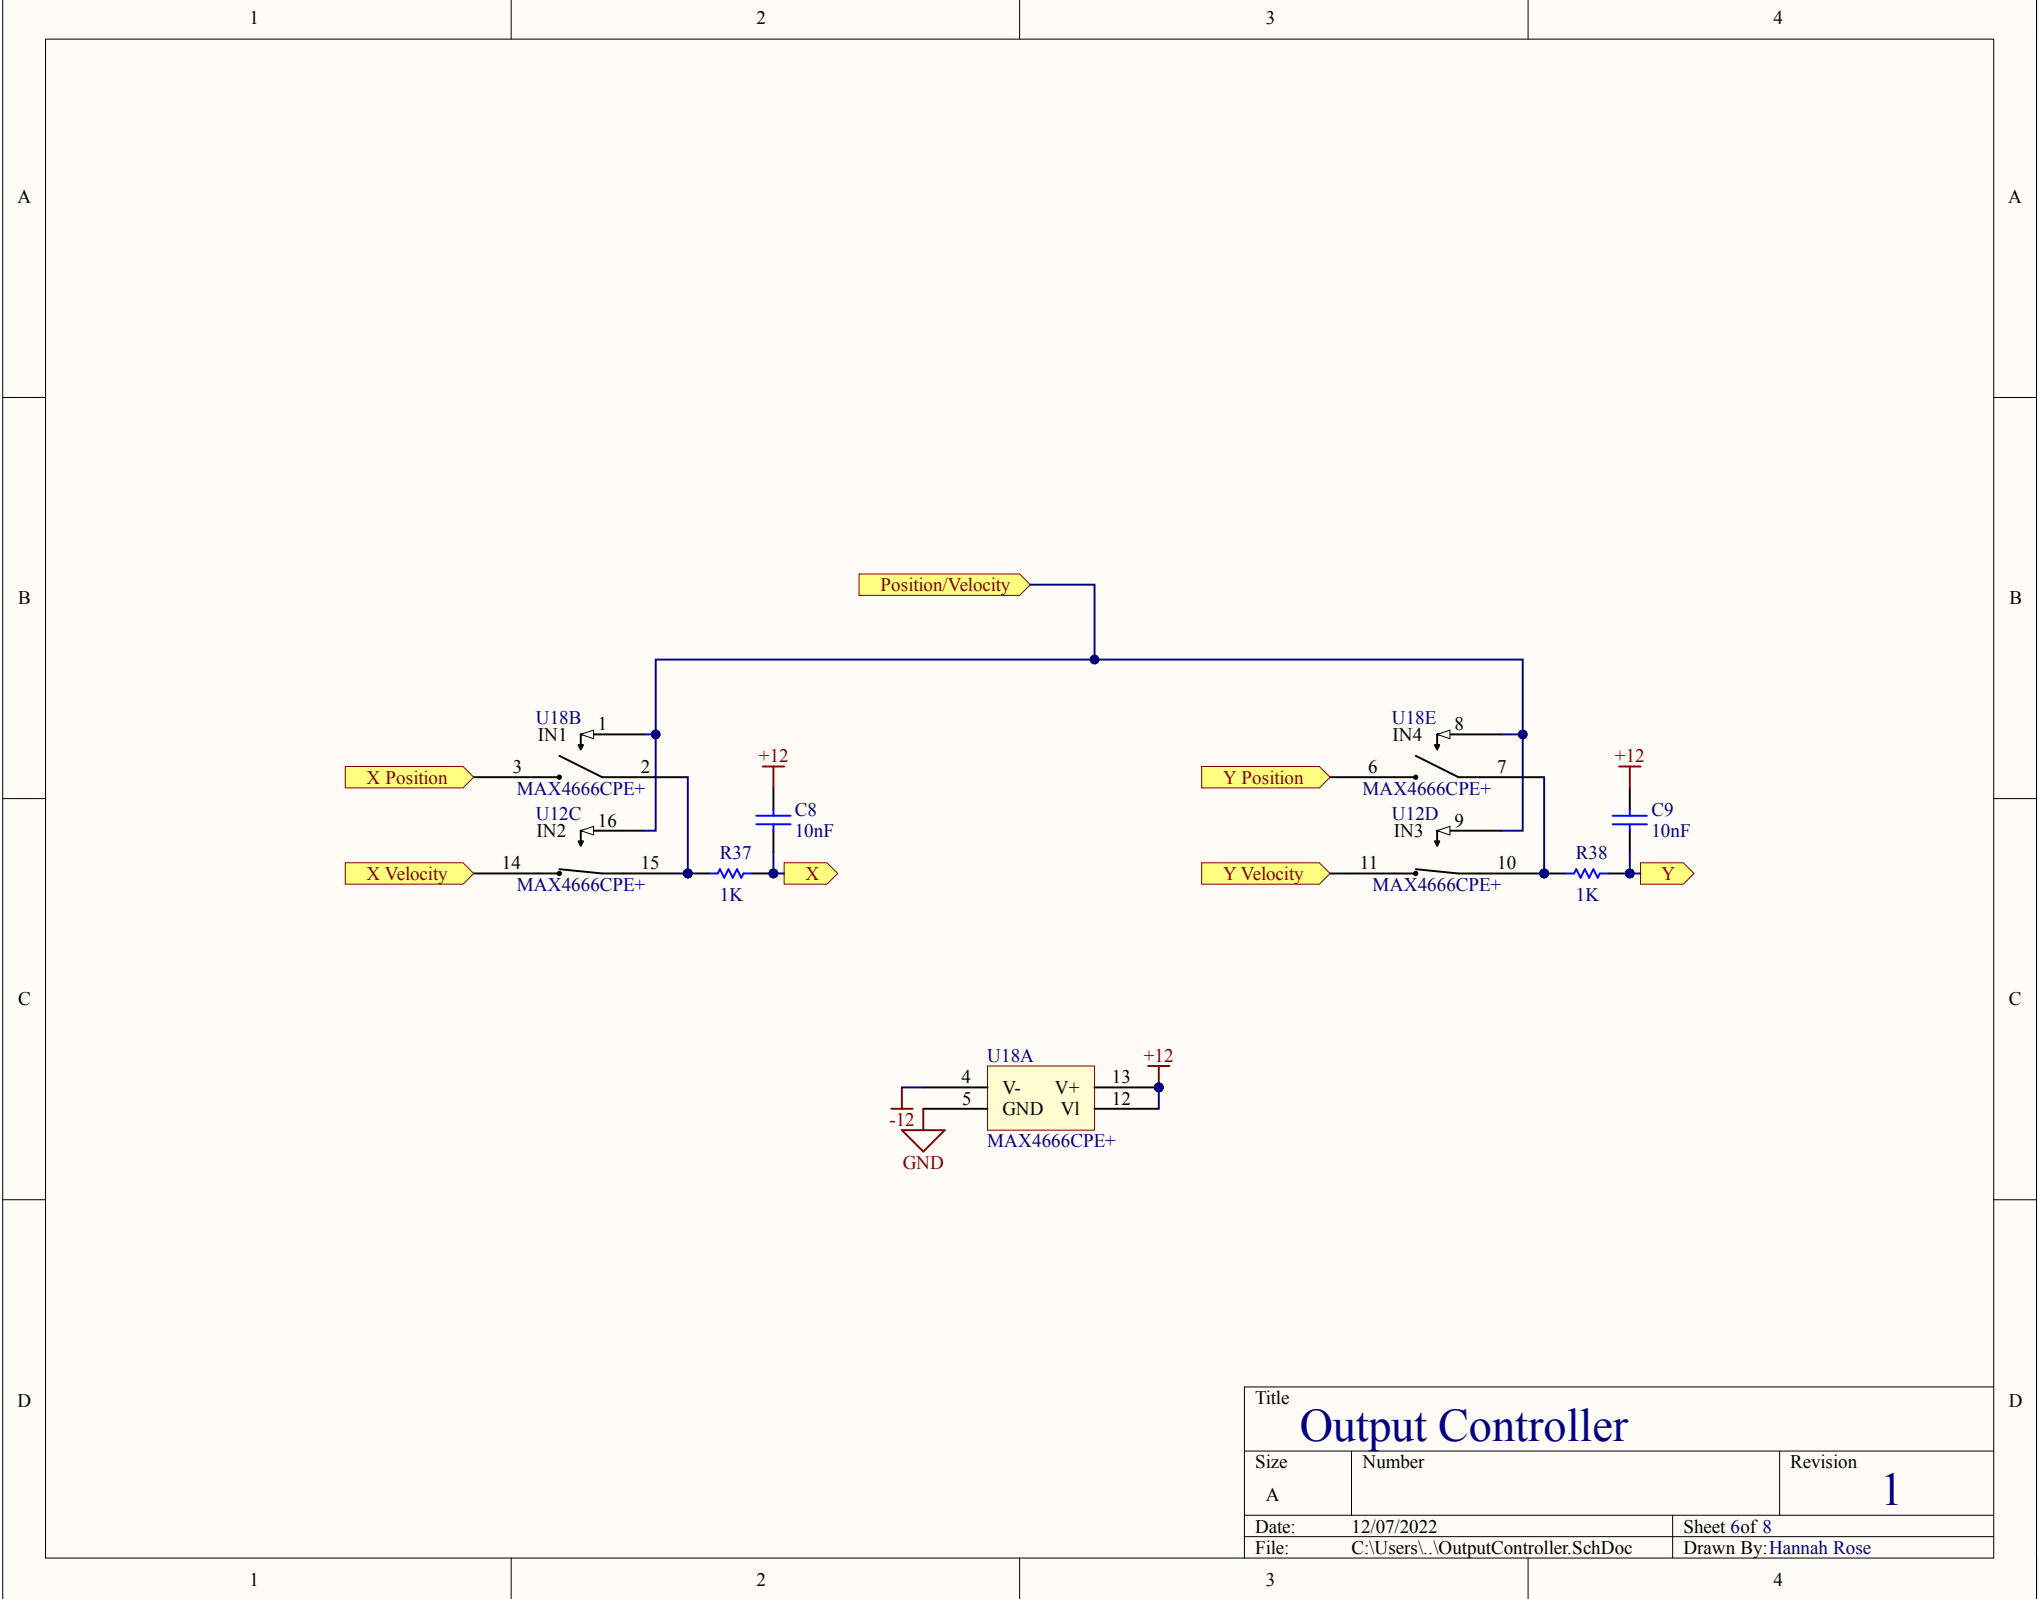 1 2 3 4
A A
Position/Velocity
B B
U18B 1
IN1
X Position 3 2
MAX4666CPE+
U12C 16
IN2
X Velocity 14 15
MAX4666CPE+
+12
C8
10nF
R37
1K
X
U18E 8
IN4
Y Position 6 7
MAX4666CPE+
U12D 9
IN3
Y Velocity 11 10
MAX4666CPE+
+12
C9
10nF
R38
1K
Y
C C
U18A +12
4 V- V+ 13
5 GND Vl 12
-12
MAX4666CPE+
GND
D D
Title
Output Controller
Size Number Revision
A 1
Date: 12/07/2022 Sheet 6of 8
File: C:\Users\..\OutputController.SchDoc Drawn By:Hannah Rose
1 2 3 4